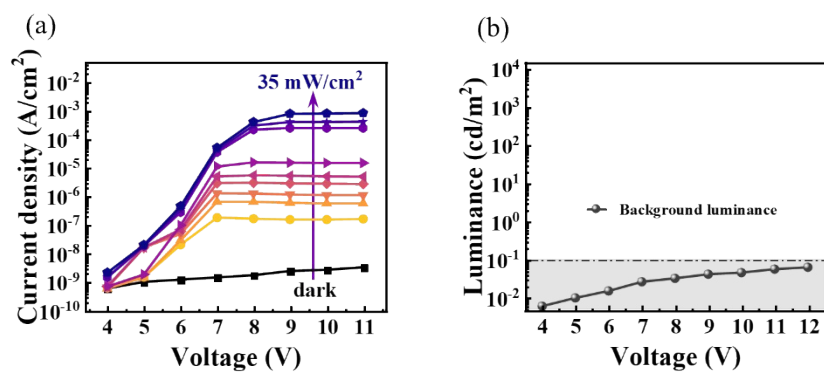 (a)
Current density (A/cm²)
10⁻²
10⁻³
10⁻⁴
10⁻⁵
10⁻⁶
10⁻⁷
10⁻⁸
10⁻⁹
10⁻¹⁰
35 mW/cm²
dark
4 5 6 7 8 9 10 11
Voltage (V)
(b)
Luminance (cd/m²)
10⁴
10³
10²
10¹
10⁰
10⁻¹
10⁻²
Background luminance
4 5 6 7 8 9 10 11 12
Voltage (V)